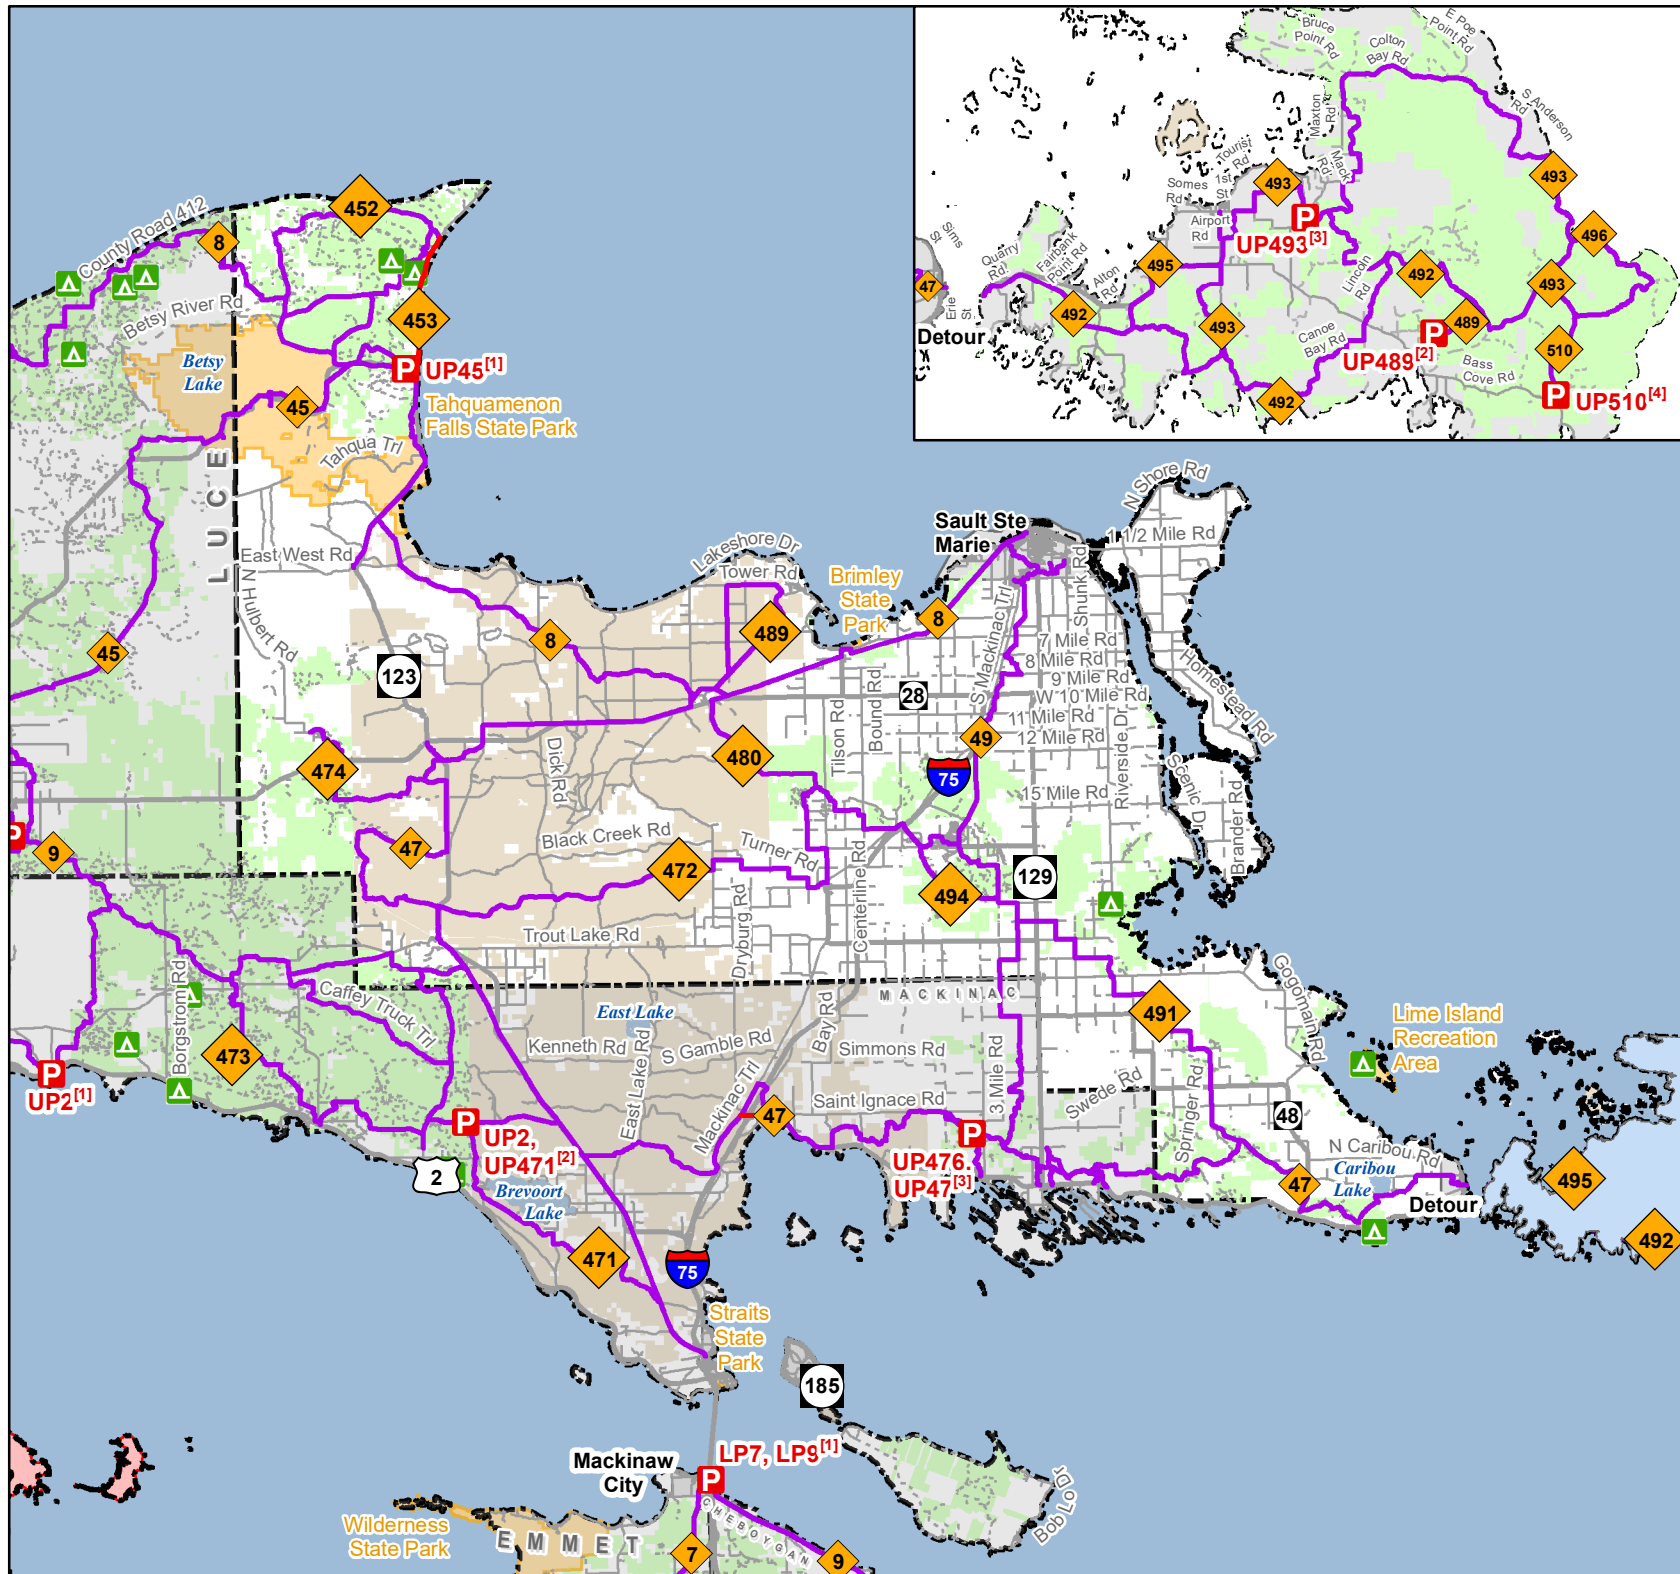 Bruce
Point Rd
E Poe
Point Rd
Colton
Bay Rd
S Anderson
Rd
Maxton
Rd
Mack
Rd
Tourist
Rd
1st
St
Somes
Rd
Airport
Rd
493
UP493[3]
493
496
493
492
489
UP489[2]
510
UP510[4]
Bass
Cove Rd
Lincoln
Rd
Canoe
Bay Rd
495
493
492
492
Alton
Rd
Fairbank
Point Rd
Quarry
Rd
Sims
St
47
Erie
St
Detour
County Road 412
452
8
453
Betsy River Rd
Betsy
Lake
UP45[1]
45
Tahquamenon
Falls State Park
Tahqua Trl
LUCE
East West Rd
N Hulbert Rd
45
123
8
Lakeshore Dr
Tower Rd
489
Brimley
State
Park
Sault Ste
Marie
8
N Shore Rd
1 1/2 Mile Rd
Shunk Rd
S Mackinac Trl
7 Mile Rd
8 Mile Rd
9 Mile Rd
W 10 Mile Rd
11 Mile Rd
12 Mile Rd
15 Mile Rd
Homestead Rd
Riverside Dr
Scenic Dr
Brander Rd
28
49
75
Bound Rd
Tilson Rd
480
474
Dick Rd
Black Creek Rd
47
472
Turner Rd
Centerline Rd
494
129
9
Trout Lake Rd
Dryburg Rd
MACKINAC
Borgstrom Rd
Caffey Truck Trl
East Lake
Kenneth Rd
S Gamble Rd
Bay Rd
Simmons Rd
3 Mile Rd
491
Gogomain Rd
Lime Island
Recreation
Area
473
UP2[1]
East Lake Rd
Mackinac Trl
47
Saint Ignace Rd
Swede Rd
Springer Rd
48
N Caribou Rd
Caribou
Lake
UP2,
UP471[2]
2
Brevoort
Lake
UP476.
UP47[3]
47
Detour
495
492
471
75
Straits
State
Park
185
Mackinaw
City
LP7, LP9[1]
Bob Lo Dr
Wilderness
State Park
EMMET
CHEBOYGAN
7
9